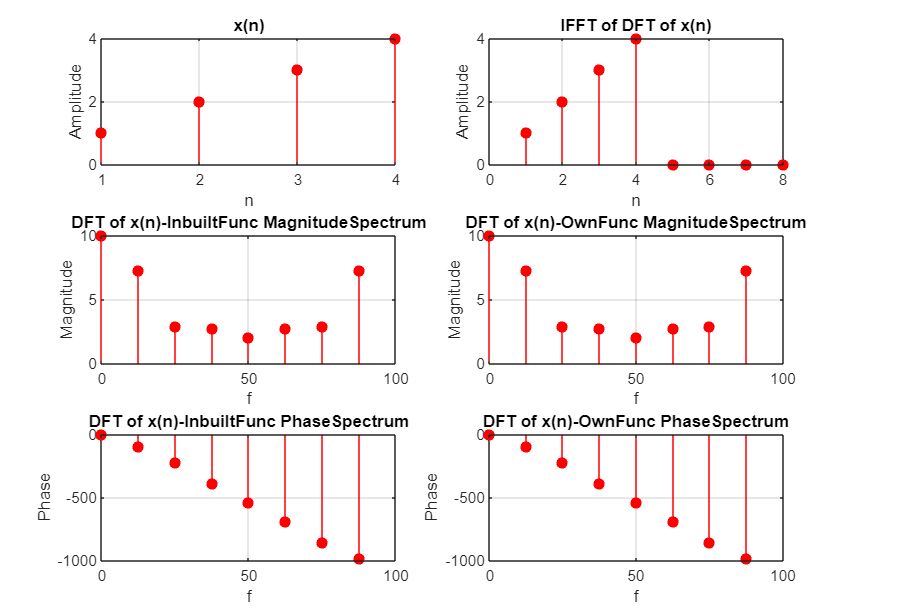 x(n)
Amplitude
4
2
0
1
2
3
4
n
IFFT of DFT of x(n)
Amplitude
4
2
0
0
2
4
6
8
n
DFT of x(n)-InbuiltFunc MagnitudeSpectrum
Magnitude
10
5
0
0
50
100
f
DFT of x(n)-OwnFunc MagnitudeSpectrum
Magnitude
10
5
0
0
50
100
f
DFT of x(n)-InbuiltFunc PhaseSpectrum
Phase
0
-500
-1000
0
50
100
f
DFT of x(n)-OwnFunc PhaseSpectrum
Phase
0
-500
-1000
0
50
100
f